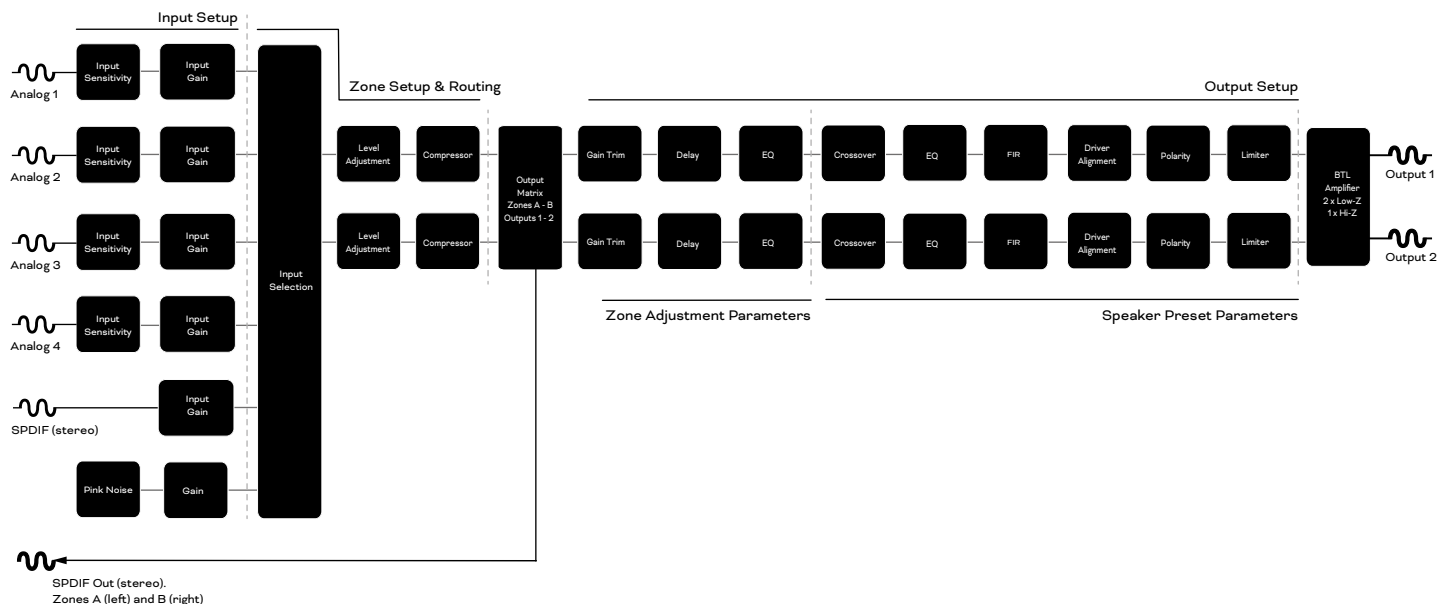 Input Setup
Input
Sensitivity
Input
Gain
Analog 1
Input
Sensitivity
Input
Gain
Analog 2
Input
Sensitivity
Input
Gain
Analog 3
Input
Sensitivity
Input
Gain
Analog 4
Input
Gain
SPDIF (stereo)
Pink Noise
Gain
Input
Selection
Zone Setup & Routing
Level
Adjustment
Compressor
Level
Adjustment
Compressor
Output
Matrix
Zones A - B
Outputs 1 - 2
Output Setup
Gain Trim
Delay
EQ
Crossover
EQ
FIR
Driver
Alignment
Polarity
Limiter
Gain Trim
Delay
EQ
Crossover
EQ
FIR
Driver
Alignment
Polarity
Limiter
BTL
Amplifier
2 x Low-Z
1 x Hi-Z
Output 1
Output 2
Zone Adjustment Parameters
Speaker Preset Parameters
SPDIF Out (stereo).
Zones A (left) and B (right)